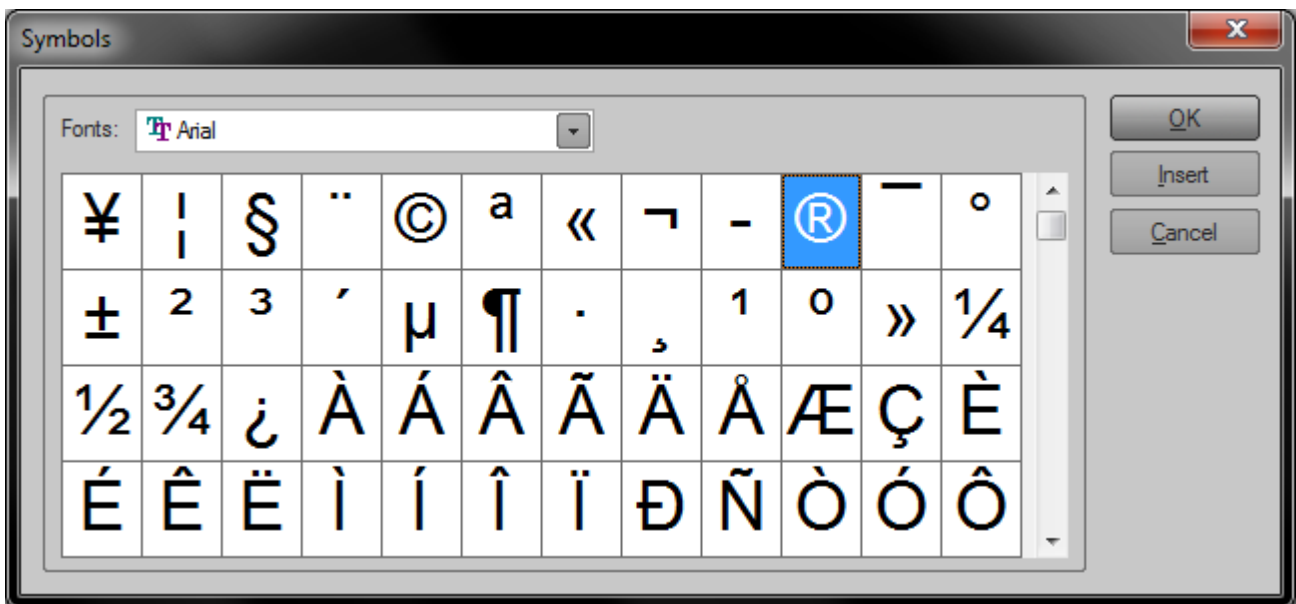 Symbols
x
Fonts: Arial
OK
Insert
Cancel
¥ ¦ § ¨ © ª « ¬ - ® ¯ °
± ² ³ ´ µ ¶ · ¸ ¹ º » ¼
½ ¾ ¿ À Á Â Ã Ä Å Æ Ç È
É Ê Ë Ì Í Î Ï Ð Ñ Ò Ó Ô